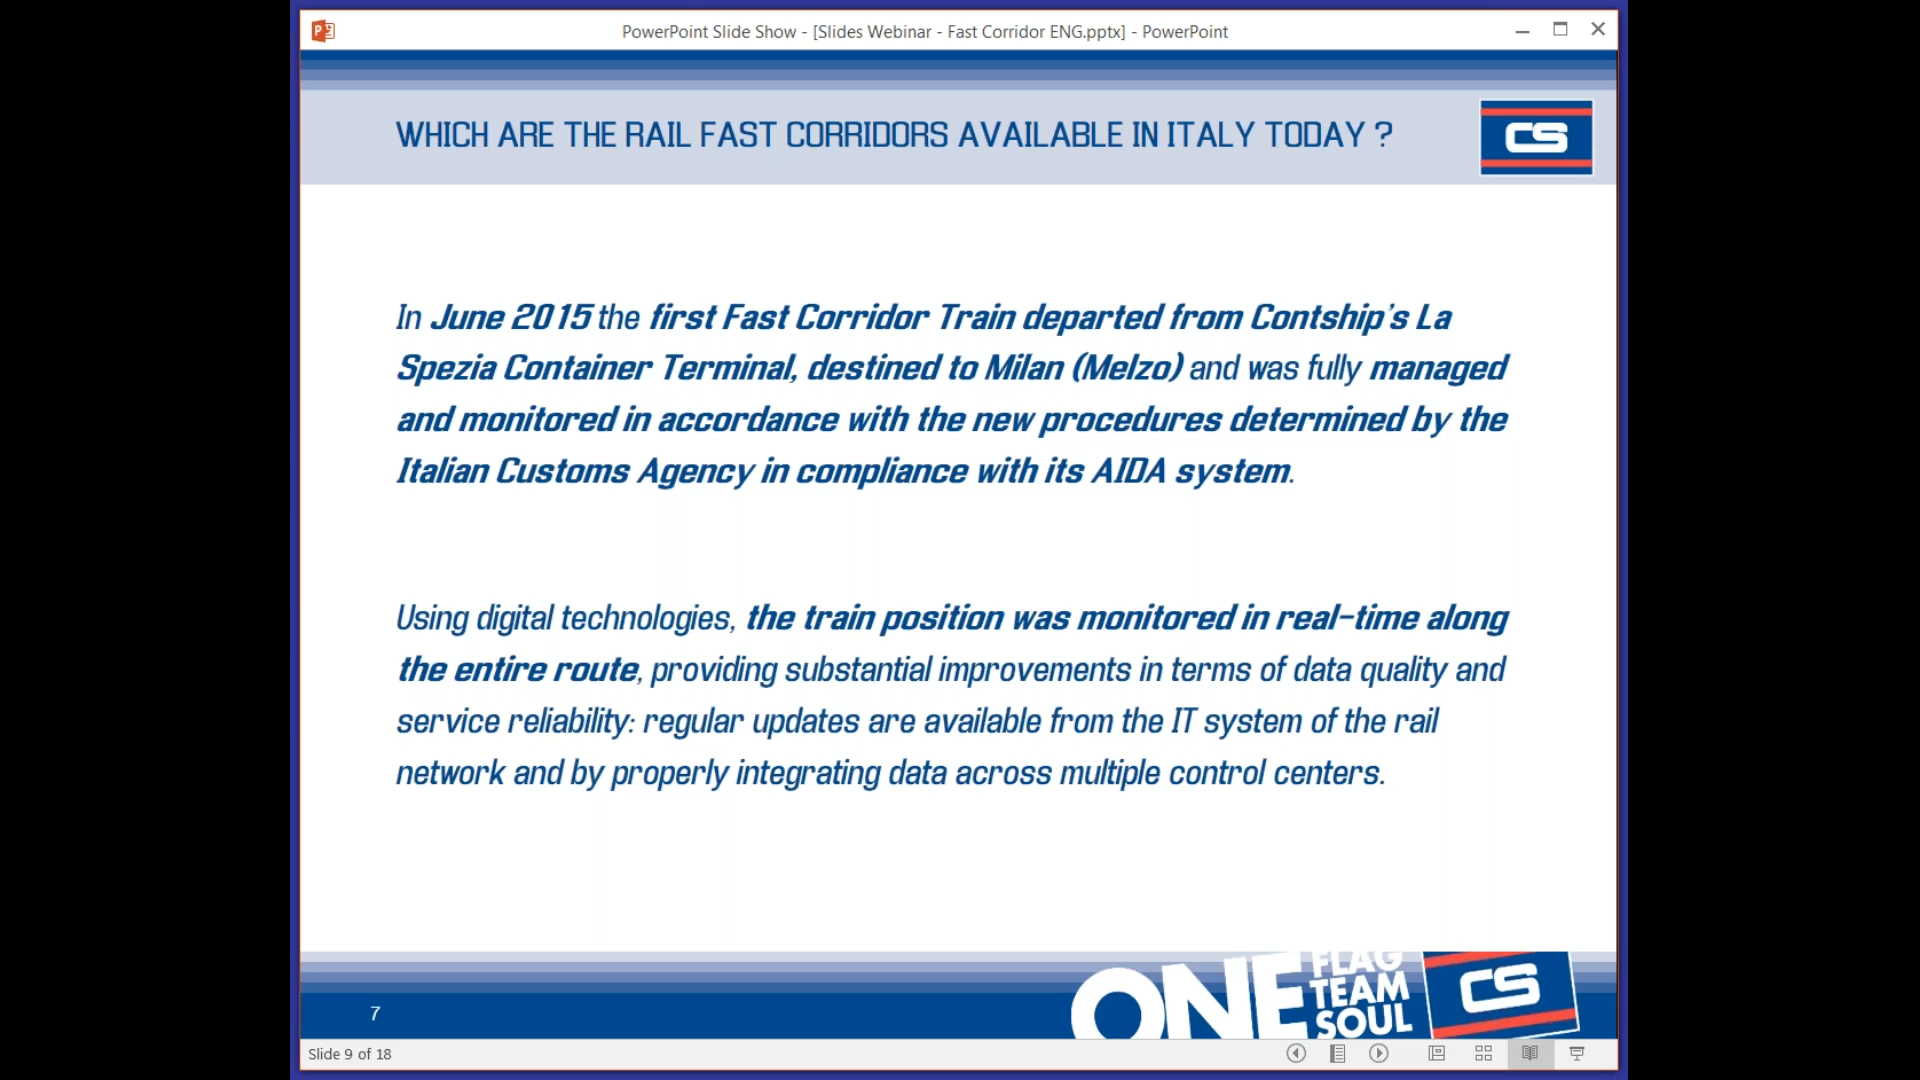 PowerPoint Slide Show - [Slides Webinar - Fast Corridor ENG.pptx] - PowerPoint
WHICH ARE THE RAIL FAST CORRIDORS AVAILABLE IN ITALY TODAY ?
CS
In June 2015 the first Fast Corridor Train departed from Contship's La
Spezia Container Terminal, destined to Milan (Melzo) and was fully managed
and monitored in accordance with the new procedures determined by the
Italian Customs Agency in compliance with its AIDA system.
Using digital technologies, the train position was monitored in real-time along
the entire route, providing substantial improvements in terms of data quality and
service reliability: regular updates are available from the IT system of the rail
network and by properly integrating data across multiple control centers.
7
ONE
FLAG
TEAM
SOUL
CS
Slide 9 of 18